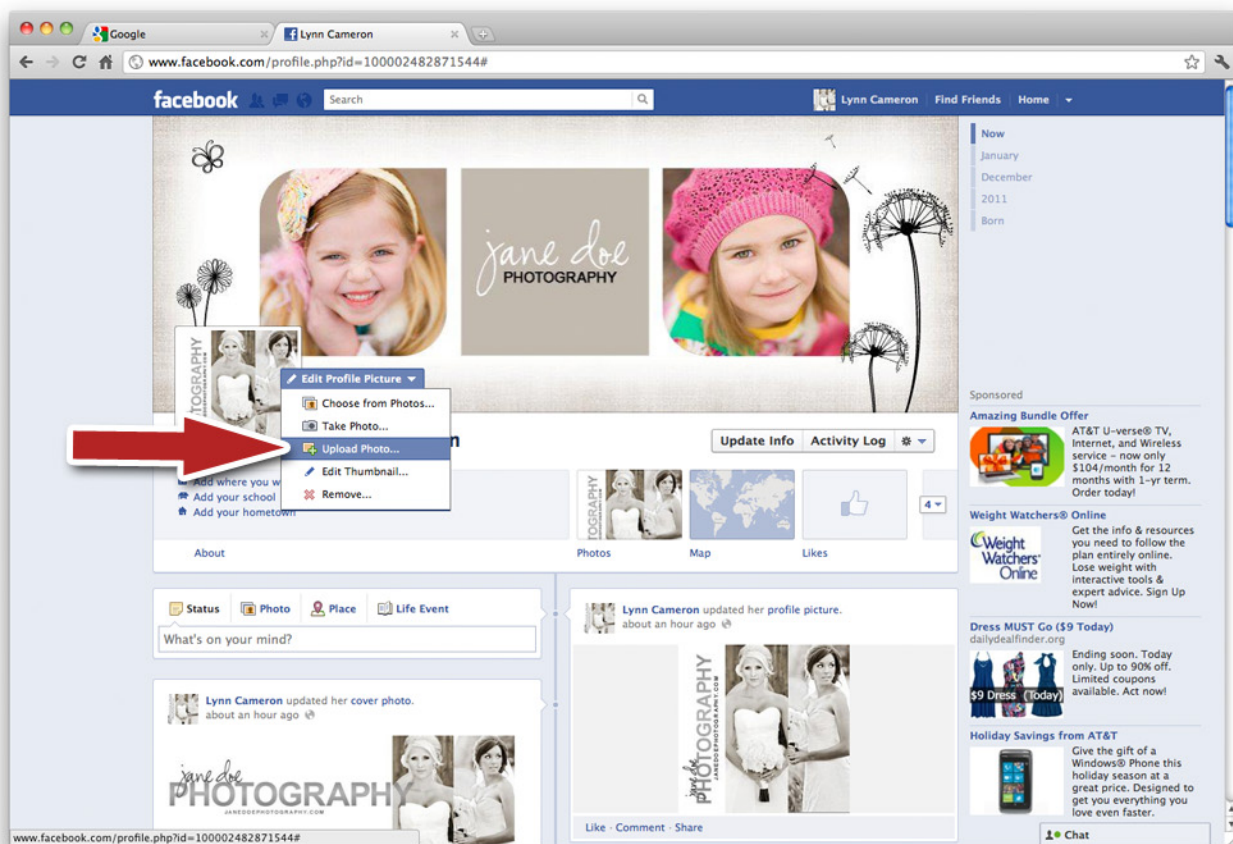 Google
Lynn Cameron
www.facebook.com/profile.php?id=100002482871544#
facebook
Search
Lynn Cameron
Find Friends
Home
Now
January
December
2011
Born
jane doe
PHOTOGRAPHY
TOGRAPHY
Edit Profile Picture
Choose from Photos...
Take Photo...
Upload Photo...
Edit Thumbnail...
Remove...
n
Update Info
Activity Log
Add where you w
Add your school
Add your hometown
About
TOGRAPHY
4
Photos
Map
Likes
Status
Photo
Place
Life Event
What's on your mind?
Lynn Cameron updated her cover photo.
about an hour ago
jane doe
PHOTOGRAPHY
JANEDOEPHOTOGRAPHY.COM
Lynn Cameron updated her profile picture.
about an hour ago
jane doe
PHOTOGRAPHY
JANEDOEPHOTOGRAPHY.COM
Like · Comment · Share
Sponsored
Amazing Bundle Offer
AT&T U-verse® TV,
Internet, and Wireless
service – now only
$104/month for 12
months with 1-yr term.
Order today!
Weight Watchers® Online
Weight
Watchers
Online
Get the info & resources
you need to follow the
plan entirely online.
Lose weight with
interactive tools &
expert advice. Sign Up
Now!
Dress MUST Go ($9 Today)
dailydealfinder.org
$9 Dress (Today)
Ending soon. Today
only. Up to 90% off.
Limited coupons
available. Act now!
Holiday Savings from AT&T
Give the gift of a
Windows® Phone this
holiday season at a
great price. Designed to
get you everything you
love even faster.
1 Chat
www.facebook.com/profile.php?id=100002482871544#